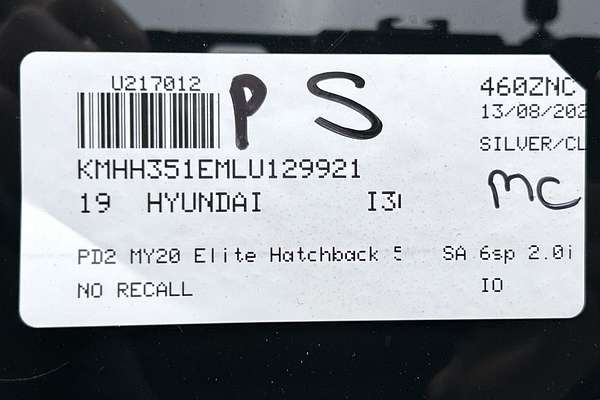 U217012
P S
460ZNC
13/08/202
SILVER/CL
KMHH351EMLU129921
MC
19 HYUNDAI I3
PD2 MY20 Elite Hatchback 5 SA 6sp 2.0i
NO RECALL IO